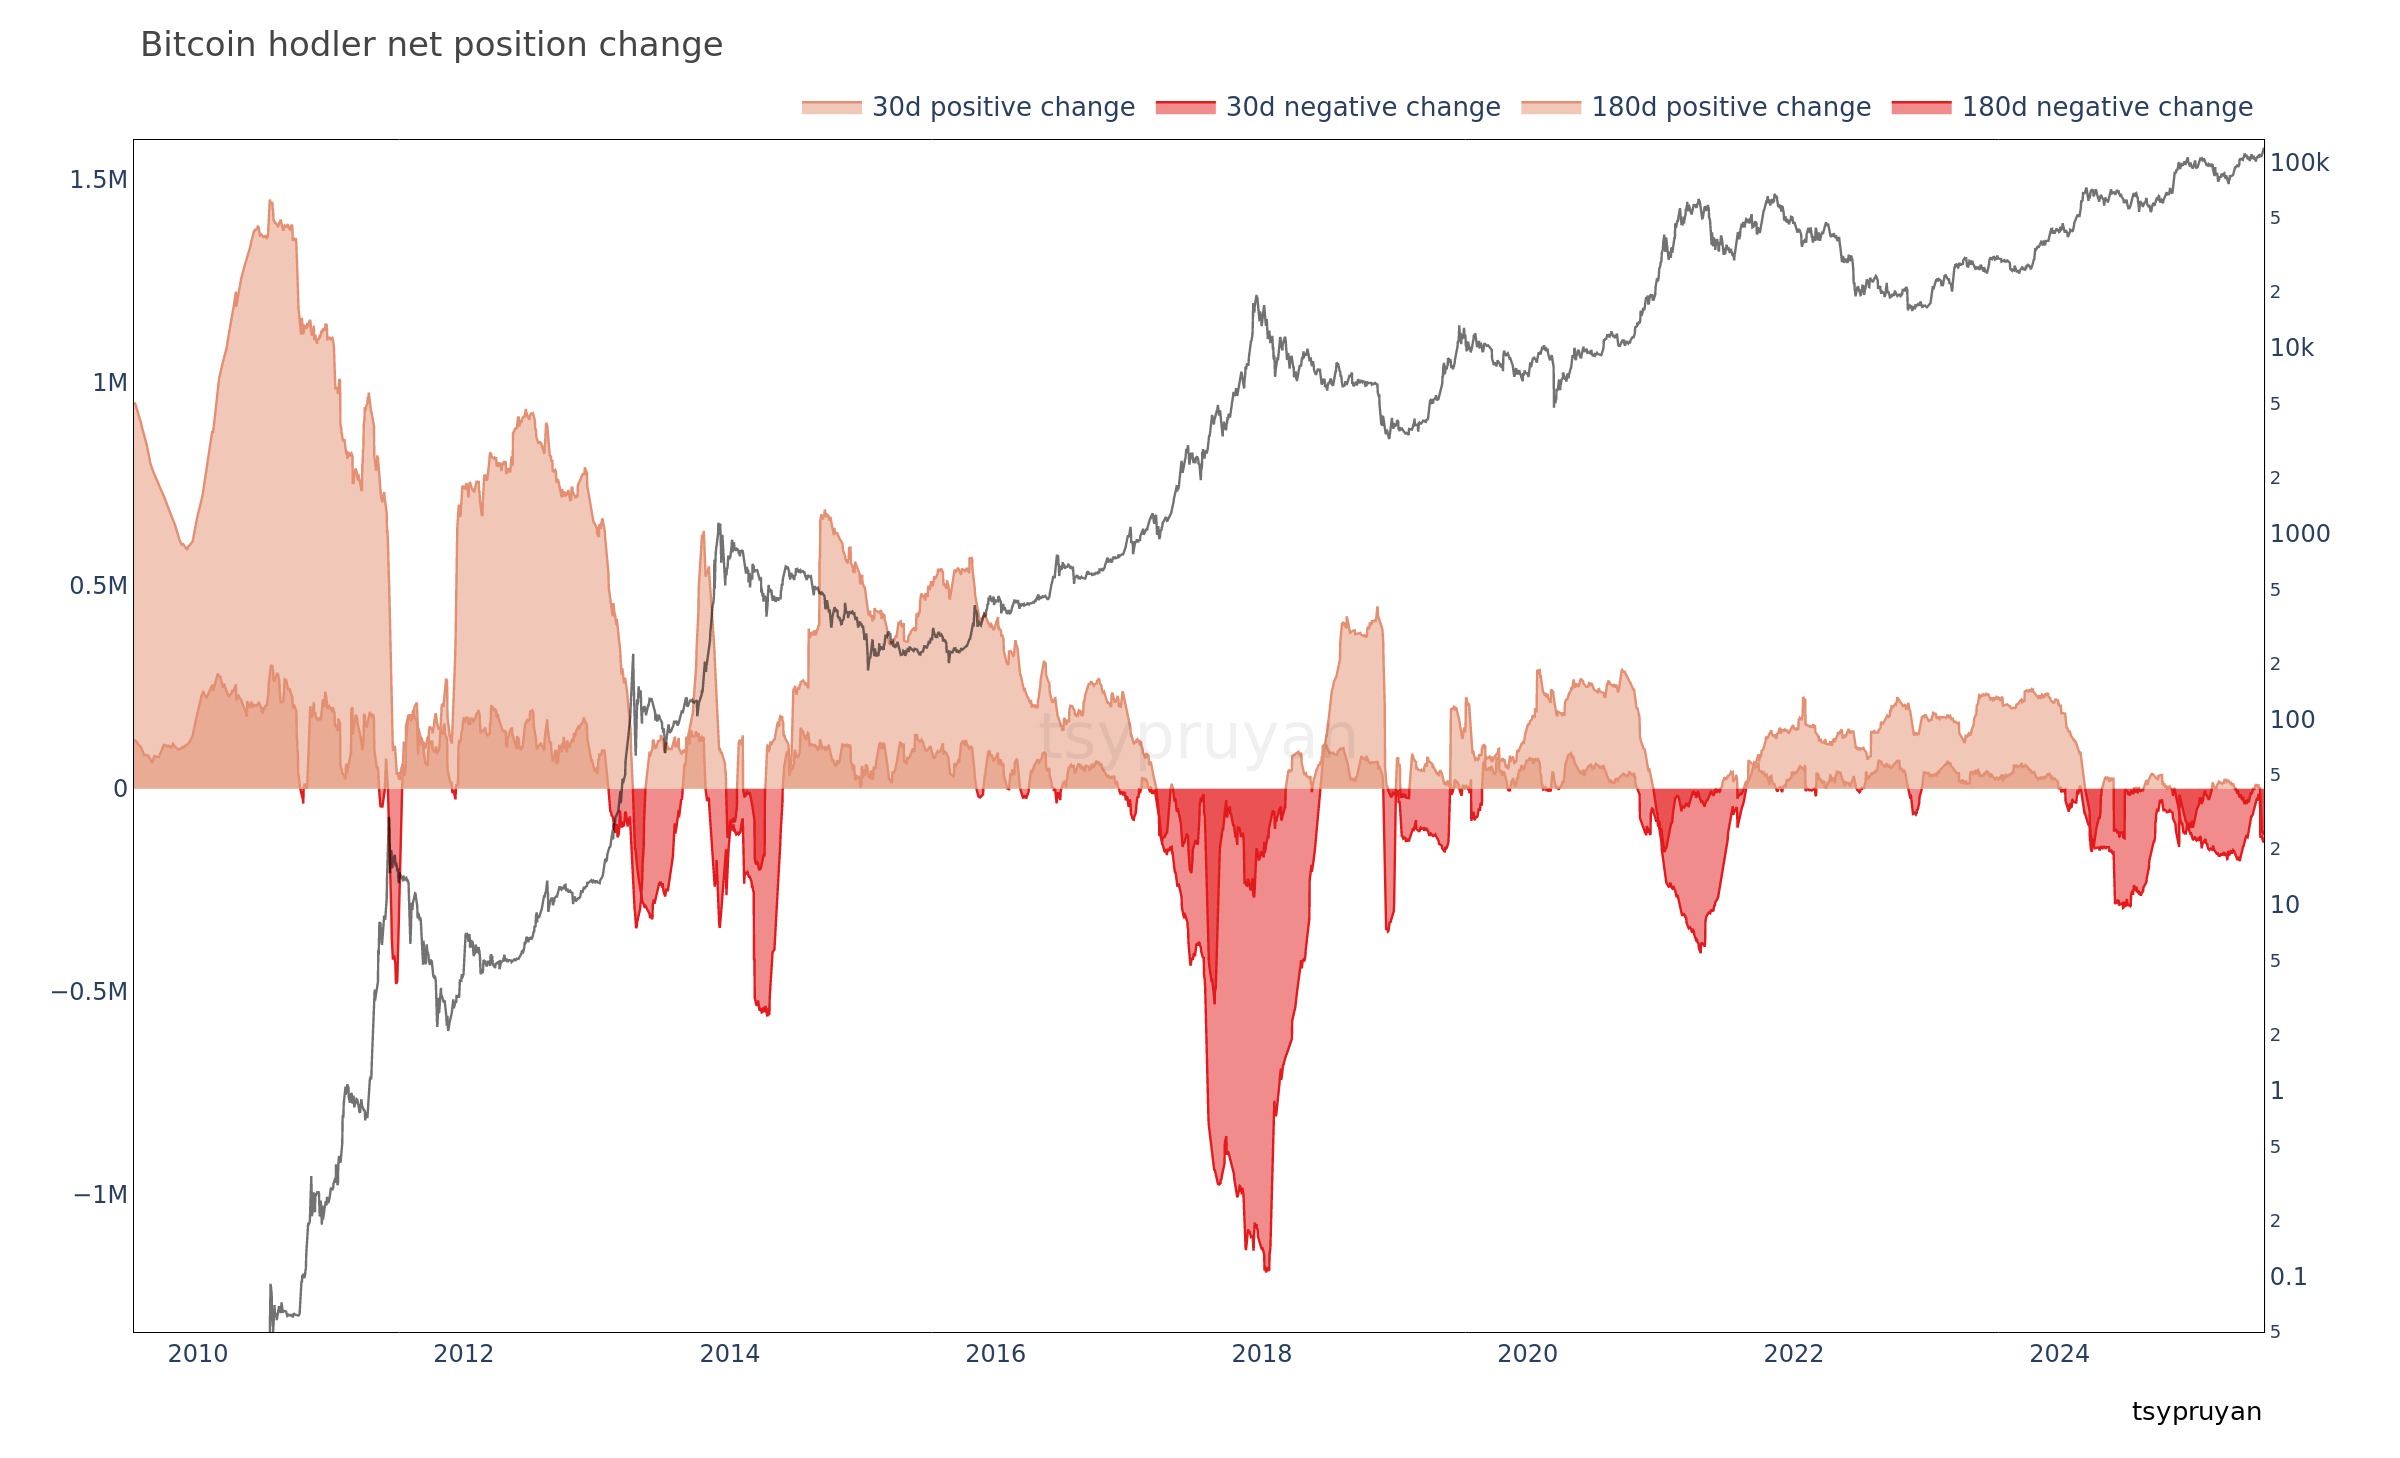 Bitcoin hodler net position change
30d positive change 30d negative change 180d positive change 180d negative change
1.5M
1M
0.5M
0
−0.5M
−1M
100k
5
2
10k
5
2
1000
5
2
100
5
2
10
5
2
1
5
2
0.1
5
tsypruyan
2010 2012 2014 2016 2018 2020 2022 2024
tsypruyan